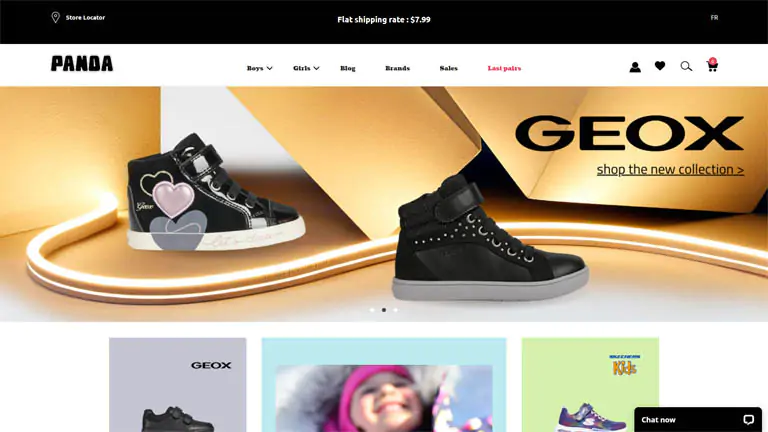 Store Locator
Flat shipping rate : $7.99
FR
PANDA
Boys
Girls
Blog
Brands
Sales
Last pairs
GEOX
shop the new collection >
Geox
GEOX
SKECHERS
Kids
Chat now